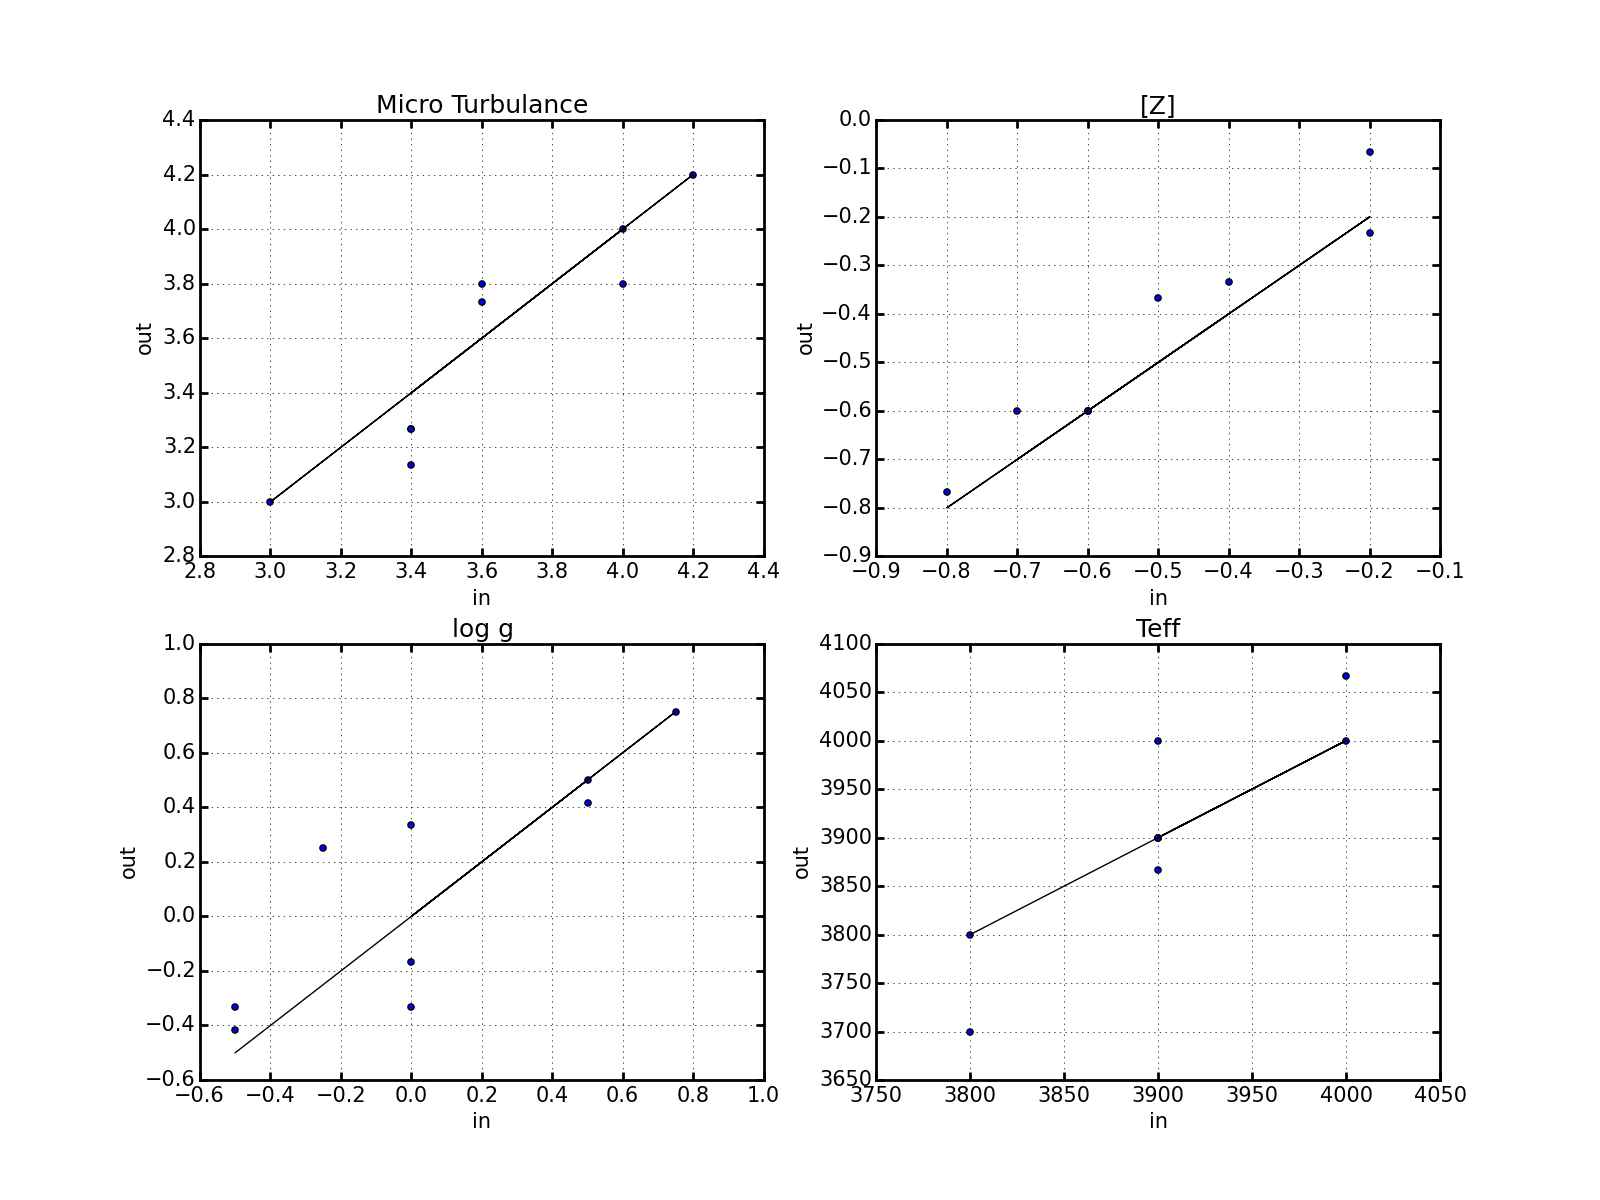 Micro Turbulance
4.4
4.2
4.0
3.8
3.6
3.4
3.2
3.0
2.8
out
2.8 3.0 3.2 3.4 3.6 3.8 4.0 4.2 4.4
in
[Z]
0.0
−0.1
−0.2
−0.3
−0.4
−0.5
−0.6
−0.7
−0.8
−0.9
out
−0.9 −0.8 −0.7 −0.6 −0.5 −0.4 −0.3 −0.2 −0.1
in
log g
1.0
0.8
0.6
0.4
0.2
0.0
−0.2
−0.4
−0.6
out
−0.6 −0.4 −0.2 0.0 0.2 0.4 0.6 0.8 1.0
in
Teff
4100
4050
4000
3950
3900
3850
3800
3750
3700
3650
out
3750 3800 3850 3900 3950 4000 4050
in